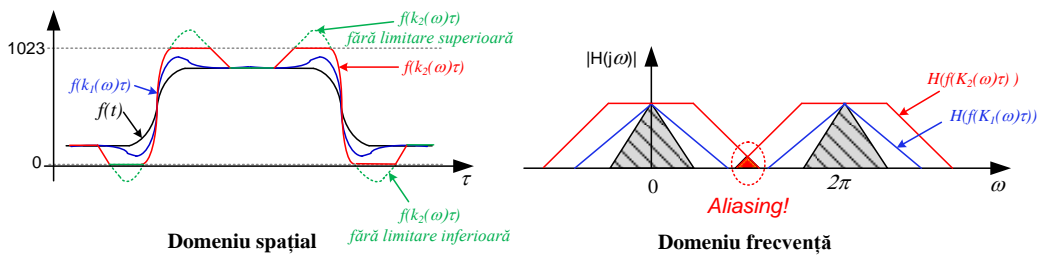 f(k₂(ω)τ)
fără limitare superioară
1023
f(k₂(ω)τ)
f(k₁(ω)τ)
f(t)
0
τ
f(k₂(ω)τ)
fără limitare inferioară
Domeniu spațial
|H(jω)|
H(f(K₂(ω)τ) )
H(f(K₁(ω)τ))
0
2π
ω
Aliasing!
Domeniu frecvență